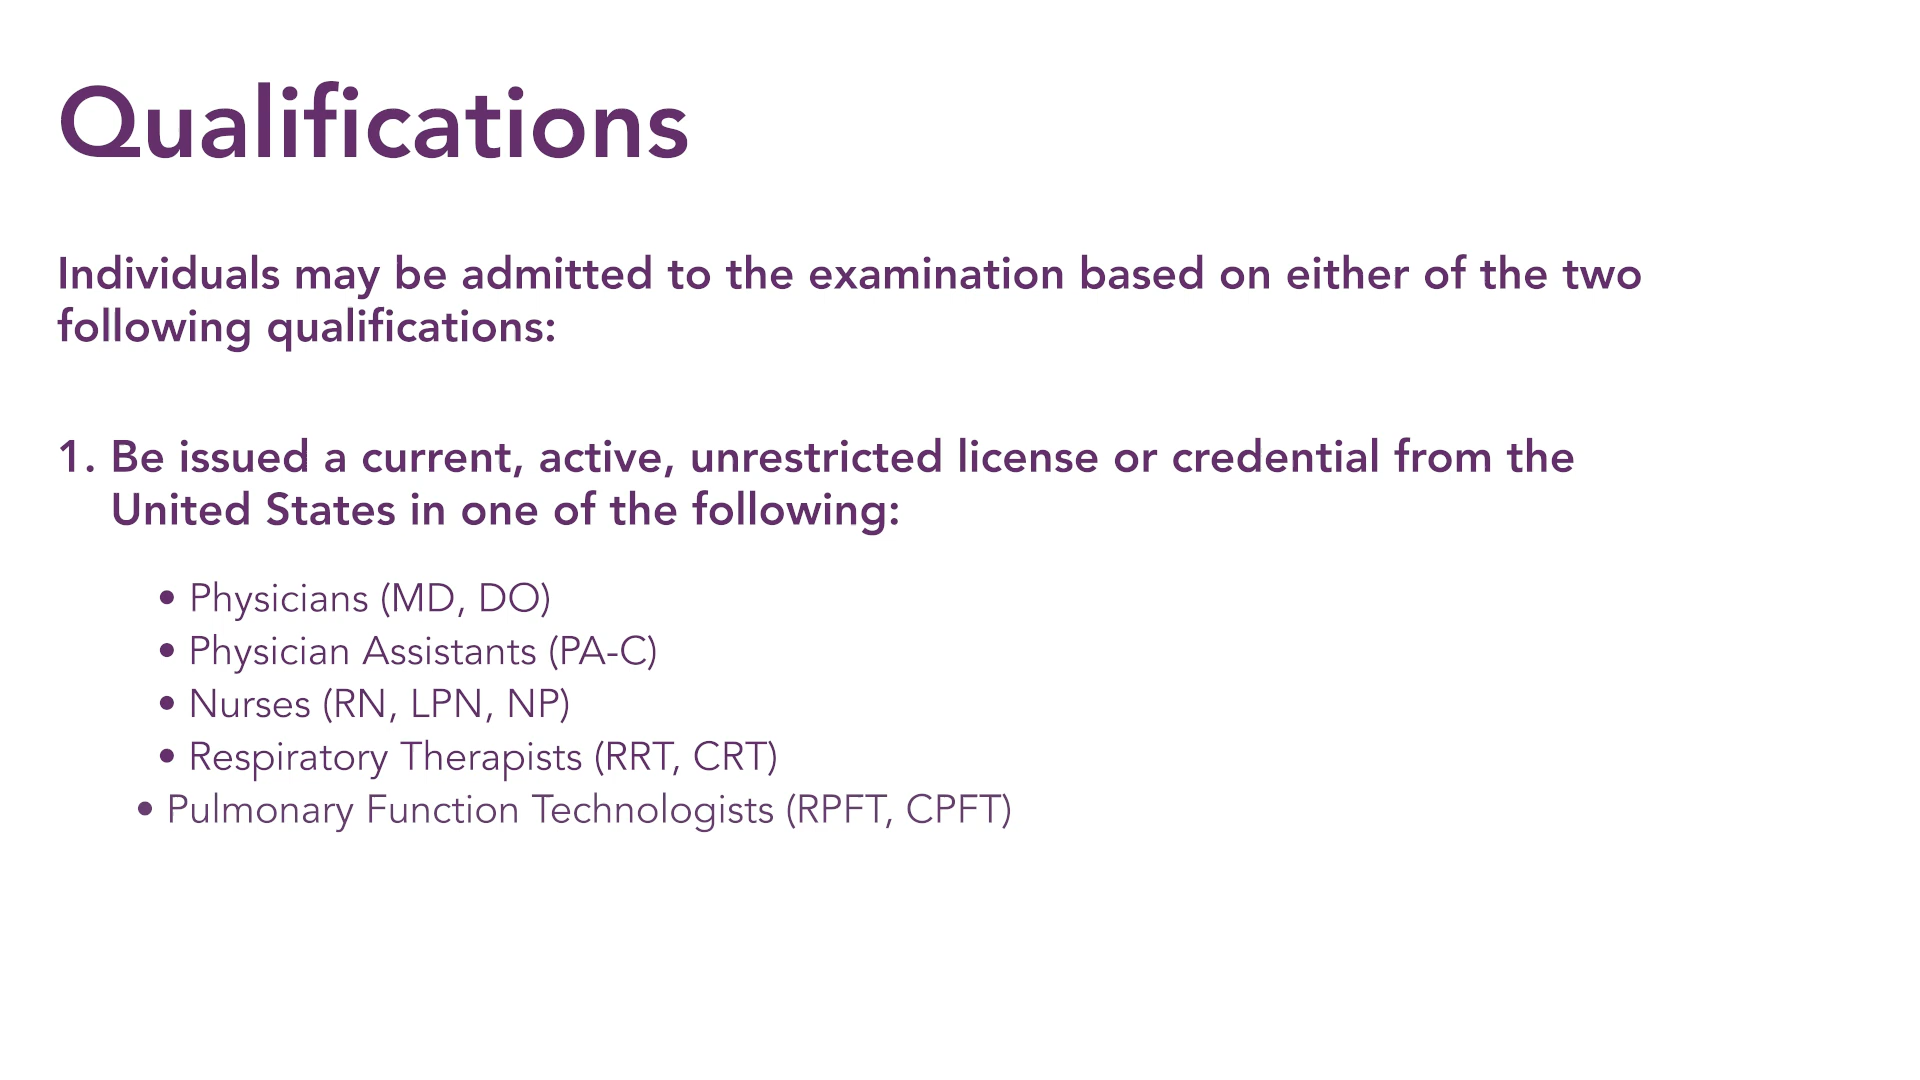 Qualifications
Individuals may be admitted to the examination based on either of the two
following qualifications:
1. Be issued a current, active, unrestricted license or credential from the
United States in one of the following:
• Physicians (MD, DO)
• Physician Assistants (PA-C)
• Nurses (RN, LPN, NP)
• Respiratory Therapists (RRT, CRT)
• Pulmonary Function Technologists (RPFT, CPFT)